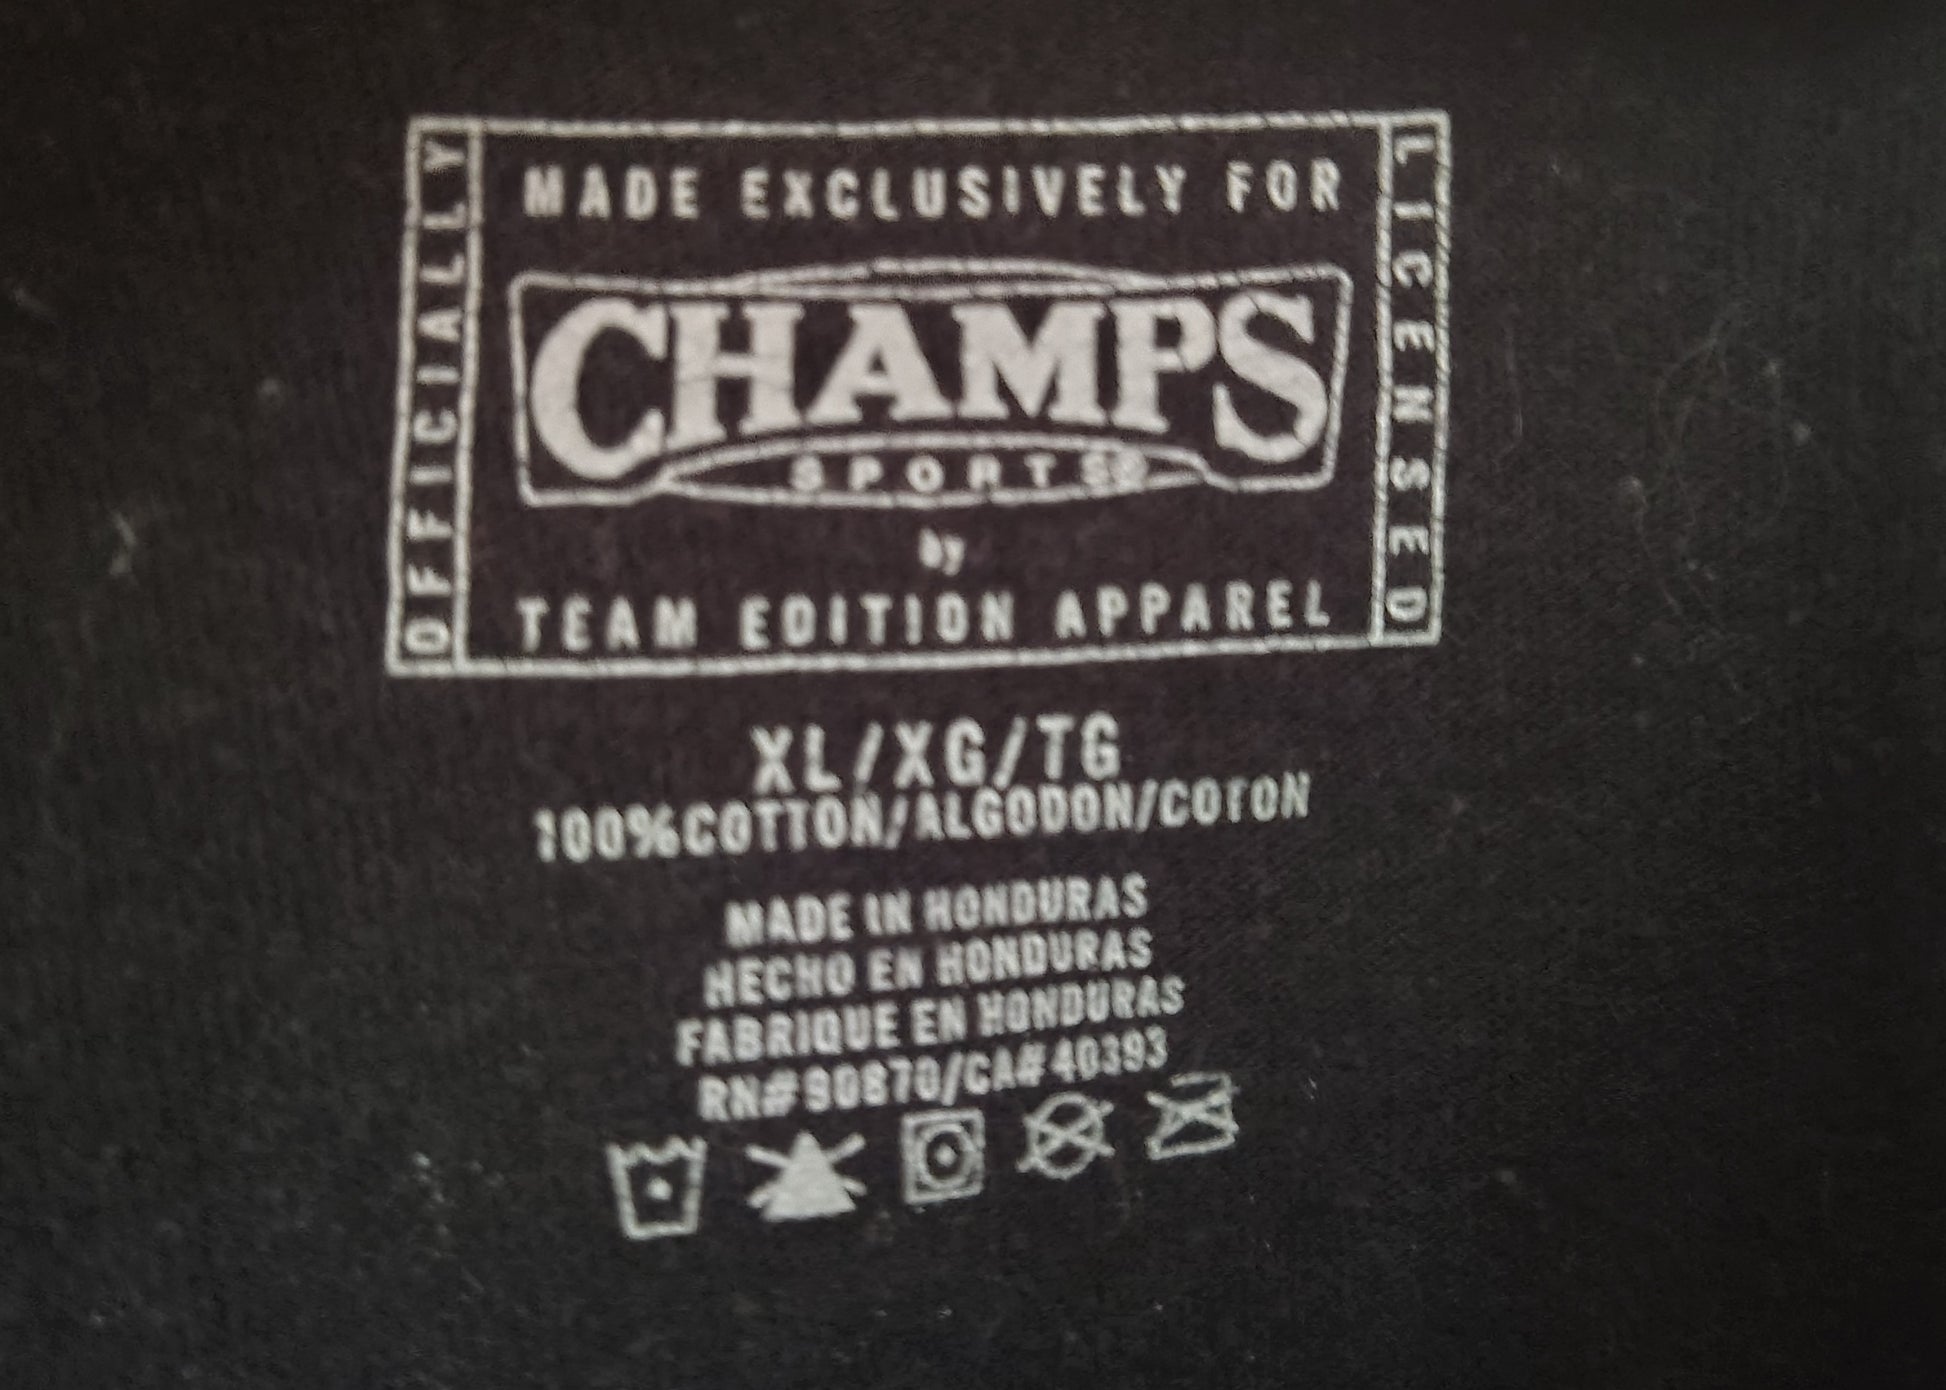 MADE EXCLUSIVELY FOR
OFFICIALLY
LICENSED
CHAMPS
SPORTS®
by
TEAM EDITION APPAREL
XL/XG/TG
100%COTTON/ALGODON/COTON
MADE IN HONDURAS
HECHO EN HONDURAS
FABRIQUE EN HONDURAS
RN#90870/CA#40393